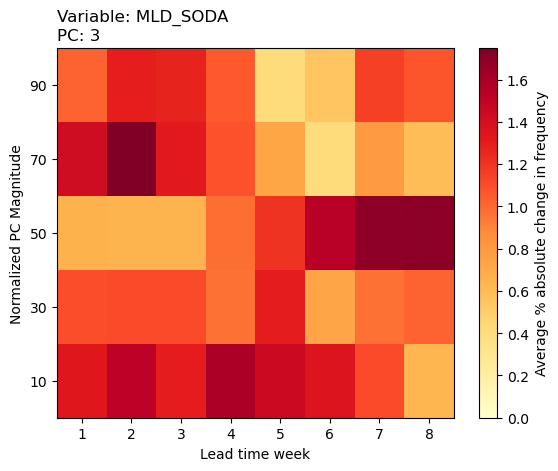 Variable: MLD_SODA
PC: 3
Normalized PC Magnitude
90
70
50
30
10
1 2 3 4 5 6 7 8
Lead time week
1.6
1.4
1.2
1.0
0.8
0.6
0.4
0.2
0.0
Average % absolute change in frequency